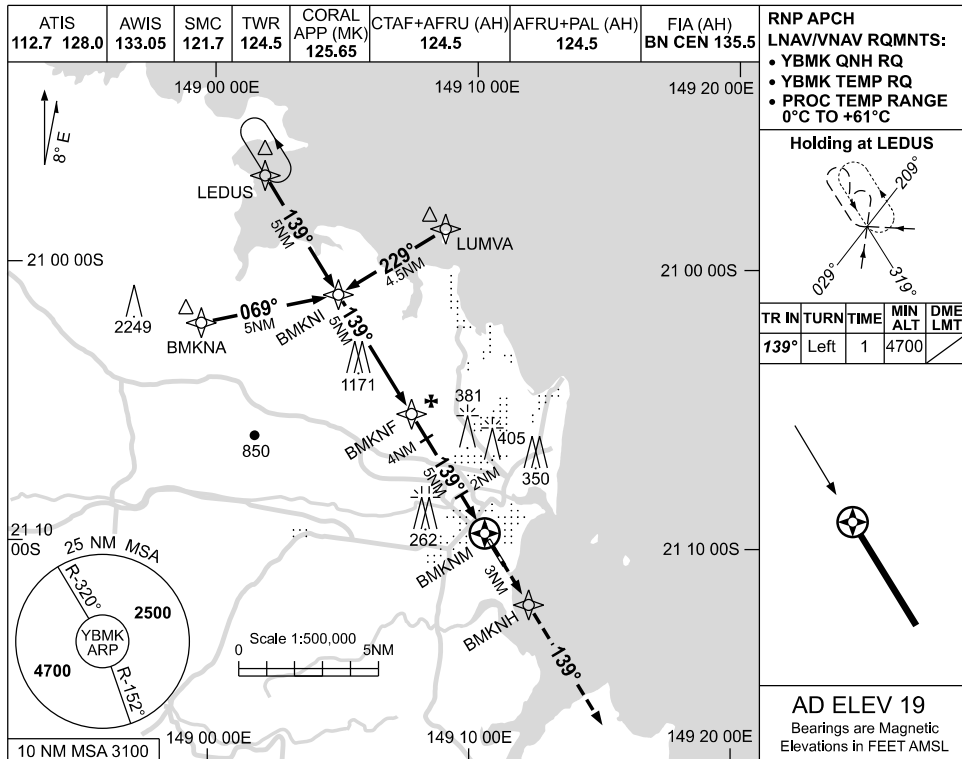 ATIS
112.7 128.0
AWIS
133.05
SMC
121.7
TWR
124.5
CORAL
APP (MK)
125.65
CTAF+AFRU (AH)
124.5
AFRU+PAL (AH)
124.5
FIA (AH)
BN CEN 135.5
RNP APCH
LNAV/VNAV RQMNTS:
• YBMK QNH RQ
• YBMK TEMP RQ
• PROC TEMP RANGE
0°C TO +61°C
149 00 00E
149 10 00E
149 20 00E
8° E
LEDUS
139°
5NM
LUMVA
229°
4.5NM
21 00 00S
21 00 00S
2249
069°
5NM
BMKNA
BMKNI
139°
5NM
1171
BMKNF
850
381
405
350
4NM
139°
5NM
2NM
262
BMKNM
3NM
BMKNH
139°
21 10
00S
21 10 00S
25 NM MSA
R-320°
2500
YBMK
ARP
4700
R-152°
Scale 1:500,000
0
5NM
10 NM MSA 3100
149 00 00E
149 10 00E
149 20 00E
Holding at LEDUS
209°
029°
319°
TR IN
TURN
TIME
MIN
ALT
DME
LMT
139°
Left
1
4700
AD ELEV 19
Bearings are Magnetic
Elevations in FEET AMSL